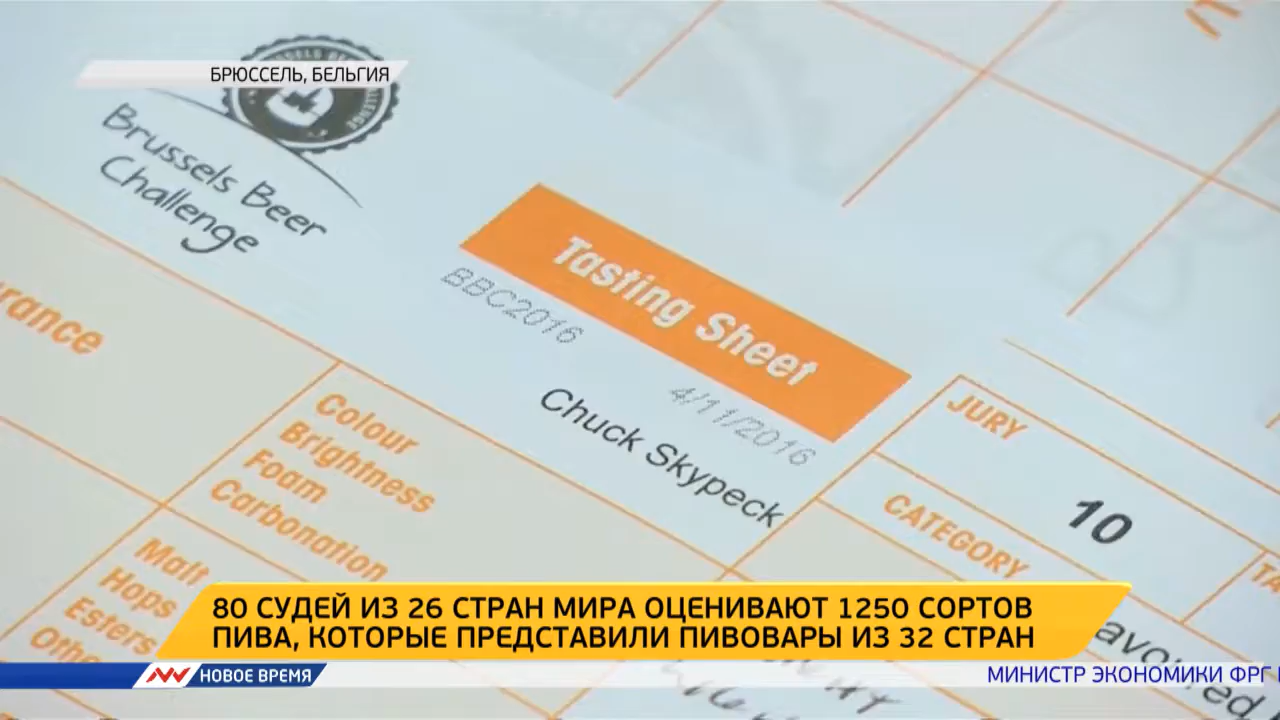 БРЮССЕЛЬ, БЕЛЬГИЯ
Brussels Beer
Challenge
Tasting Sheet
BBC2016
4/11/2016
Chuck Skypeck
JURY
10
CATEGORY
Colour
Brightness
Foam
Carbonation
Malt
Hops
Esters
80 СУДЕЙ ИЗ 26 СТРАН МИРА ОЦЕНИВАЮТ 1250 СОРТОВ
ПИВА, КОТОРЫЕ ПРЕДСТАВИЛИ ПИВОВАРЫ ИЗ 32 СТРАН
НОВОЕ ВРЕМЯ
МИНИСТР ЭКОНОМИКИ ФРГ